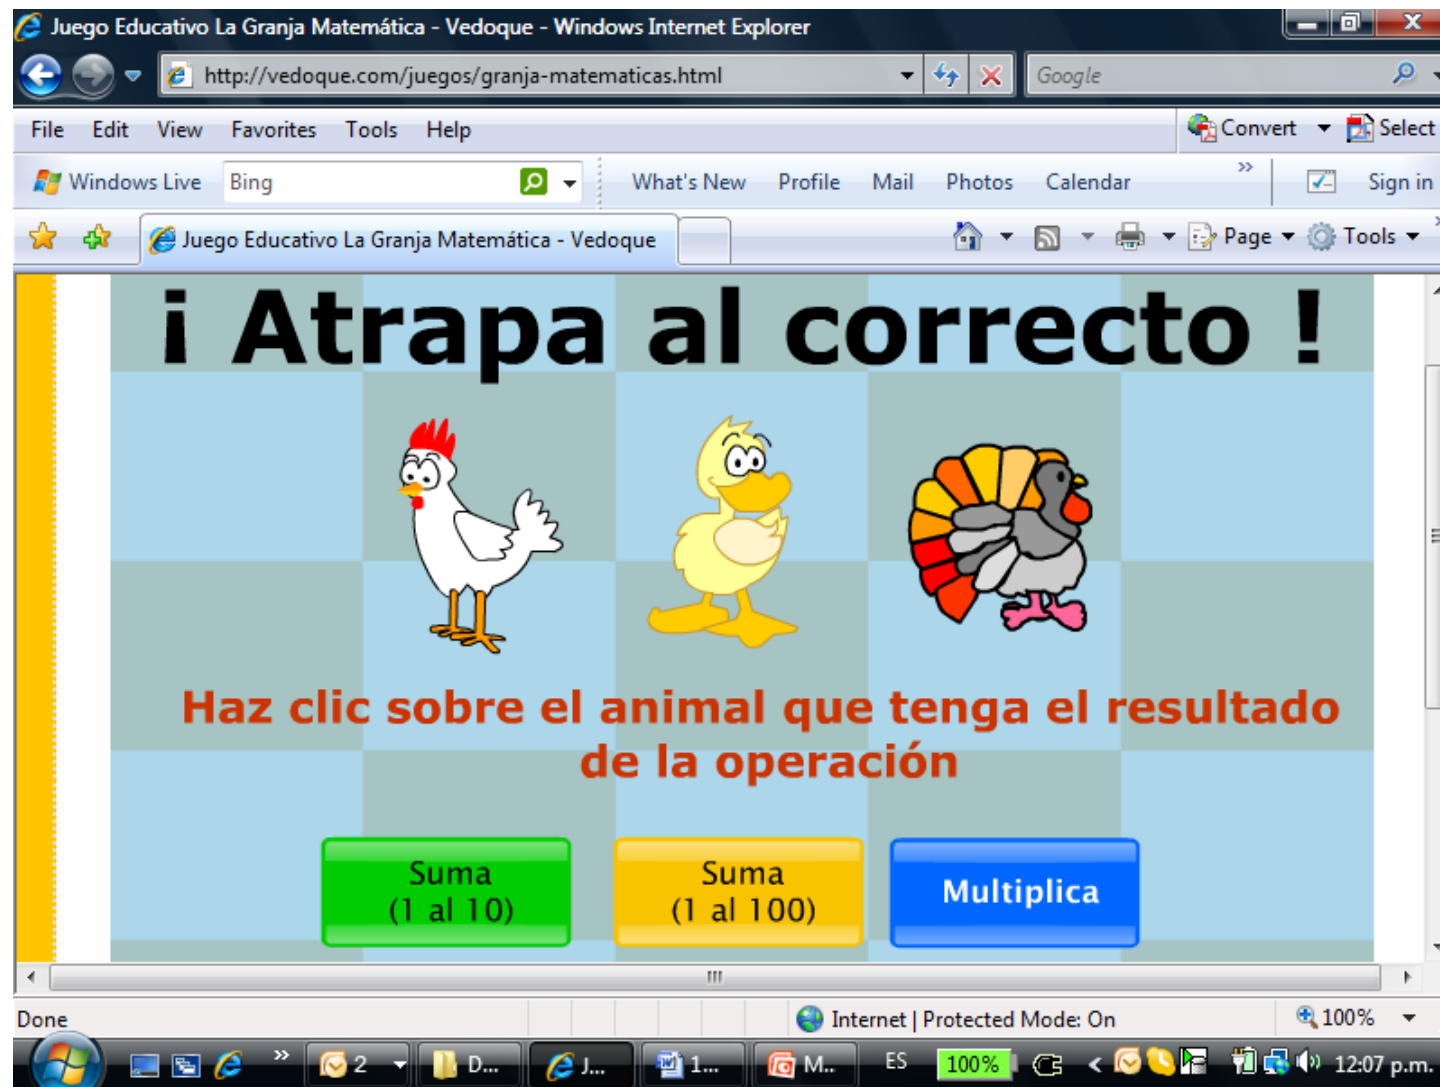 Juego Educativo La Granja Matemática - Vedoque - Windows Internet Explorer
http://vedoque.com/juegos/granja-matematicas.html
Google
File Edit View Favorites Tools Help
Convert
Select
Windows Live
Bing
What's New Profile Mail Photos Calendar
»
Sign in
Juego Educativo La Granja Matemática - Vedoque
Page
Tools
¡ Atrapa al correcto !
Haz clic sobre el animal que tenga el resultado
de la operación
Suma
(1 al 10)
Suma
(1 al 100)
Multiplica
Done
Internet | Protected Mode: On
100%
»
2
D...
J...
1...
M..
ES
100%
<
12:07 p.m.